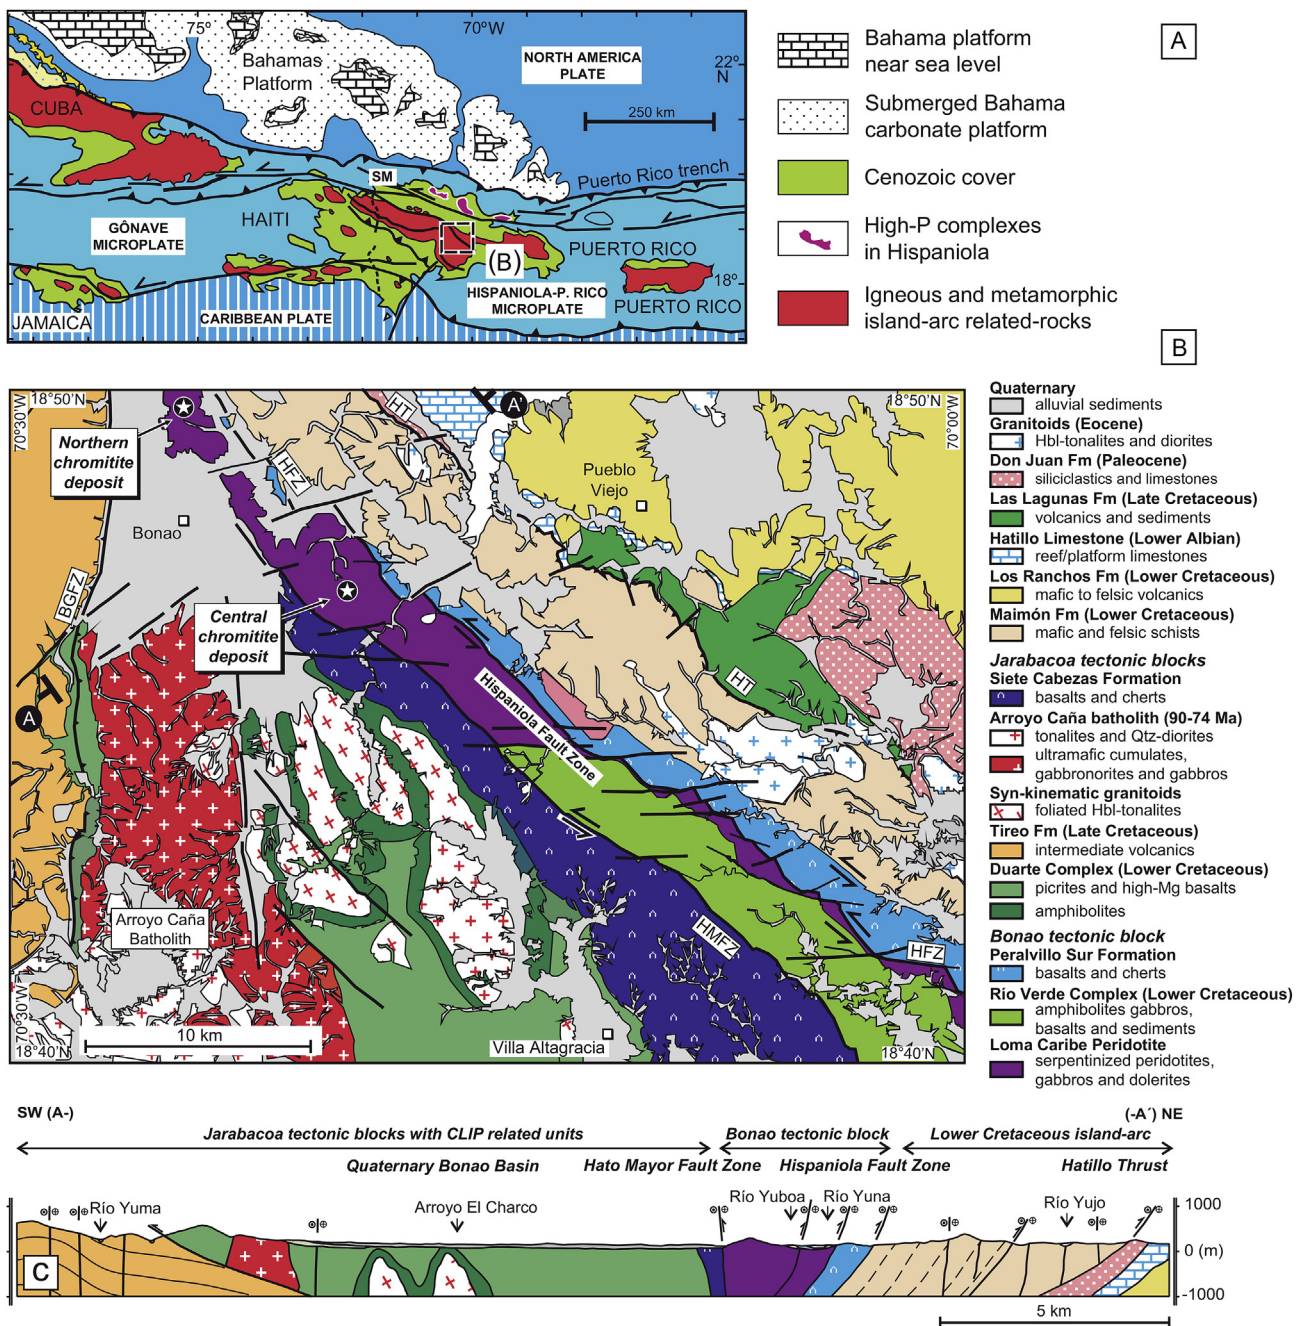 75º
70ºW
22º
N
Bahamas
Platform
NORTH AMERICA
PLATE
250 km
CUBA
Puerto Rico trench
SM
HAITI
GÔNAVE
MICROPLATE
PUERTO RICO
(B)
18º
HISPANIOLA-P. RICO
MICROPLATE
PUERTO RICO
JAMAICA
CARIBBEAN PLATE
A
Bahama platform
near sea level
Submerged Bahama
carbonate platform
Cenozoic cover
High-P complexes
in Hispaniola
Igneous and metamorphic
island-arc related-rocks
B
18°50'N
70°30'W
18°50'N
70°00'W
HT
A'
Northern
chromitite
deposit
HFZ
Pueblo
Viejo
Bonao
BGFZ
Central
chromitite
deposit
HT
Hispaniola Fault Zone
A
Arroyo Caña
Batholith
HMFZ
HFZ
70°30'W
18°40'N
10 km
Villa Altagracia
18°40'N
Quaternary
alluvial sediments
Granitoids (Eocene)
Hbl-tonalites and diorites
Don Juan Fm (Paleocene)
siliciclastics and limestones
Las Lagunas Fm (Late Cretaceous)
volcanics and sediments
Hatillo Limestone (Lower Albian)
reef/platform limestones
Los Ranchos Fm (Lower Cretaceous)
mafic to felsic volcanics
Maimón Fm (Lower Cretaceous)
mafic and felsic schists
Jarabacoa tectonic blocks
Siete Cabezas Formation
basalts and cherts
Arroyo Caña batholith (90-74 Ma)
tonalites and Qtz-diorites
ultramafic cumulates,
gabbronorites and gabbros
Syn-kinematic granitoids
foliated Hbl-tonalites
Tireo Fm (Late Cretaceous)
intermediate volcanics
Duarte Complex (Lower Cretaceous)
picrites and high-Mg basalts
amphibolites
Bonao tectonic block
Peralvillo Sur Formation
basalts and cherts
Río Verde Complex (Lower Cretaceous)
amphibolites gabbros,
basalts and sediments
Loma Caribe Peridotite
serpentinized peridotites,
gabbros and dolerites
SW (A-)
(-A´) NE
Jarabacoa tectonic blocks with CLIP related units
Bonao tectonic block
Lower Cretaceous island-arc
Quaternary Bonao Basin
Hato Mayor Fault Zone
Hispaniola Fault Zone
Hatillo Thrust
Río Yuma
Arroyo El Charco
Río Yuboa
Río Yuna
Río Yujo
1000
0 (m)
-1000
C
5 km